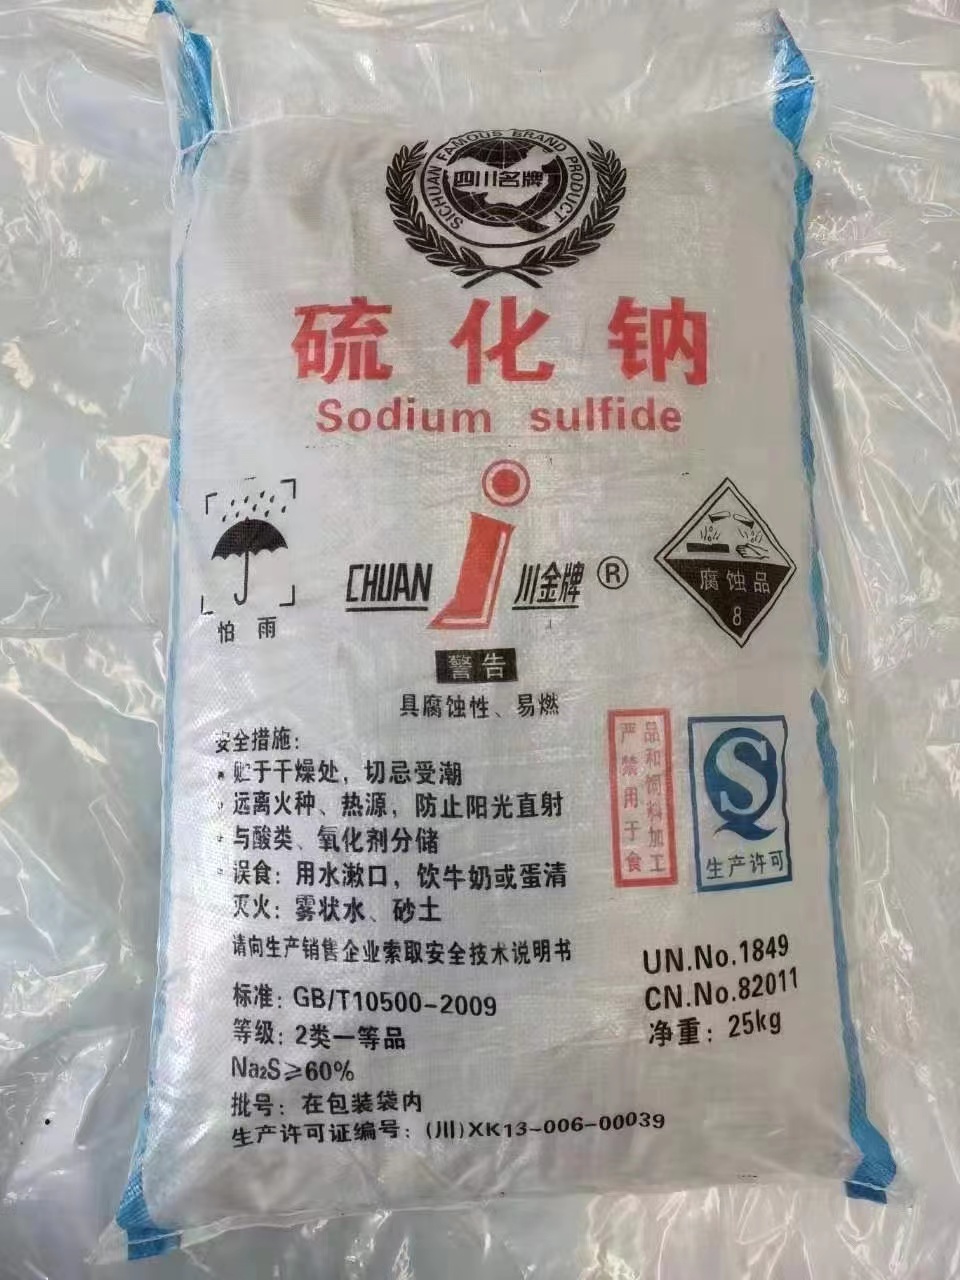 SICHUAN FAMOUS BRAND PRODUCT
四川名牌
硫化钠
Sodium sulfide
怕雨
CHUAN
川金牌®
腐蚀品
8
警告
具腐蚀性、易燃
安全措施：
·贮于干燥处，切忌受潮
·远离火种、热源，防止阳光直射
·与酸类、氧化剂分储
·误食：用水漱口，饮牛奶或蛋清
灭火：雾状水、砂土
请向生产销售企业索取安全技术说明书
严禁用于食
品和饲料加工
生产许可
标准：GB/T10500-2009
等级：2类一等品
Na₂S≥60%
批号：在包装袋内
生产许可证编号：(川)XK13-006-00039
UN.No.1849
CN.No.82011
净重：25kg